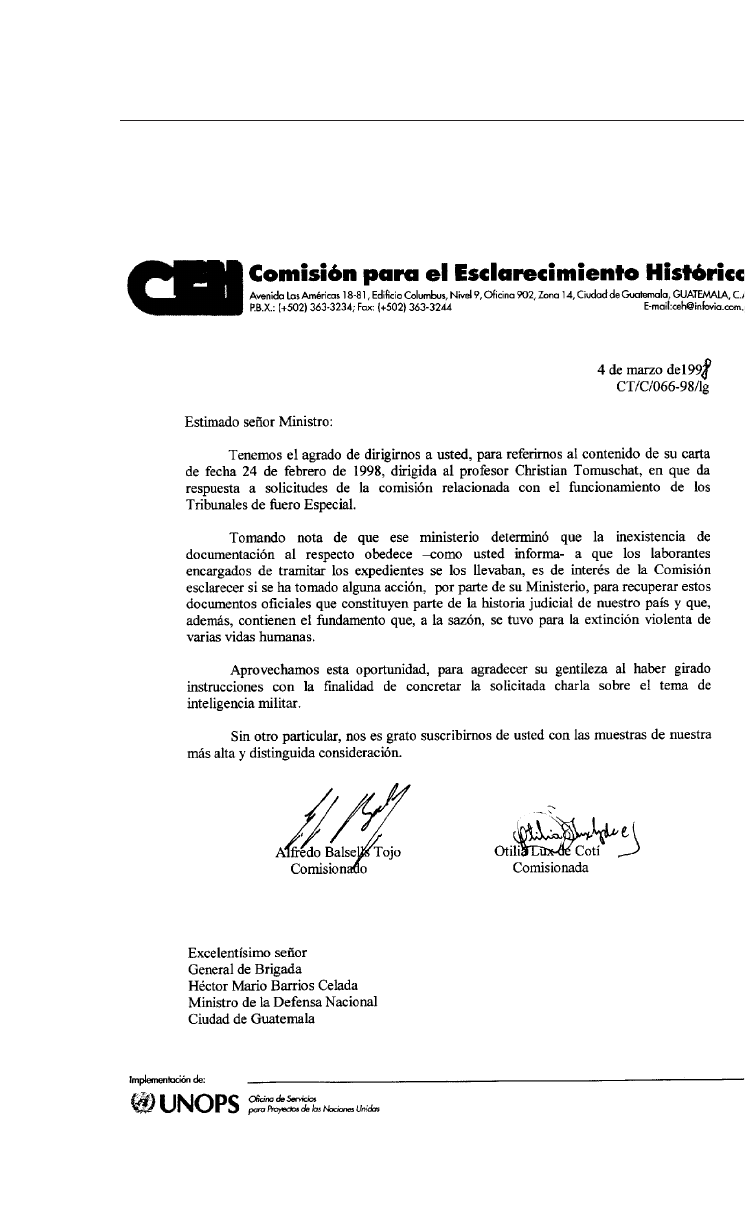 CEH Comisión para el Esclarecimiento Históric
Avenida Las Américas 18-81, Edificio Columbus, Nivel 9, Oficina 902, Zona 14, Ciudad de Guatemala, GUATEMALA, C.
P.B.X.: (+502) 363-3234; Fax: (+502) 363-3244 E-mail:ceh@infovia.com.
4 de marzo de1998
CT/C/066-98/lg
Estimado señor Ministro:
Tenemos el agrado de dirigirnos a usted, para referirnos al contenido de su carta
de fecha 24 de febrero de 1998, dirigida al profesor Christian Tomuschat, en que da
respuesta a solicitudes de la comisión relacionada con el funcionamiento de los
Tribunales de fuero Especial.
Tomando nota de que ese ministerio determinó que la inexistencia de
documentación al respecto obedece –como usted informa- a que los laborantes
encargados de tramitar los expedientes se los llevaban, es de interés de la Comisión
esclarecer si se ha tomado alguna acción, por parte de su Ministerio, para recuperar estos
documentos oficiales que constituyen parte de la historia judicial de nuestro país y que,
además, contienen el fundamento que, a la sazón, se tuvo para la extinción violenta de
varias vidas humanas.
Aprovechamos esta oportunidad, para agradecer su gentileza al haber girado
instrucciones con la finalidad de concretar la solicitada charla sobre el tema de
inteligencia militar.
Sin otro particular, nos es grato suscribirnos de usted con las muestras de nuestra
más alta y distinguida consideración.
Alfredo Balsells Tojo
Comisionado
Otilia Lux de Cotí
Comisionada
Excelentísimo señor
General de Brigada
Héctor Mario Barrios Celada
Ministro de la Defensa Nacional
Ciudad de Guatemala
Implementación de:
UNOPS
Oficina de Servicios
para Proyectos de las Naciones Unidas